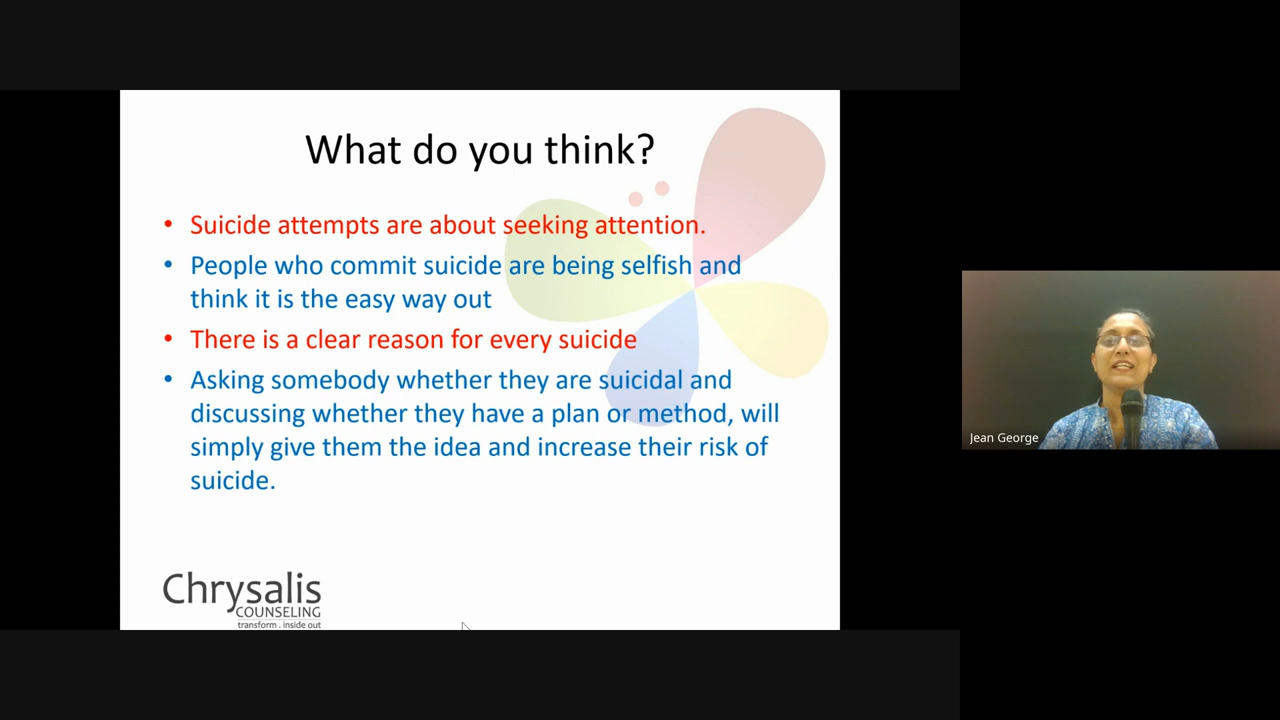 What do you think?
• Suicide attempts are about seeking attention.
• People who commit suicide are being selfish and
think it is the easy way out
• There is a clear reason for every suicide
• Asking somebody whether they are suicidal and
discussing whether they have a plan or method, will
simply give them the idea and increase their risk of
suicide.
Chrysalis
COUNSELING
transform . inside out
Jean George